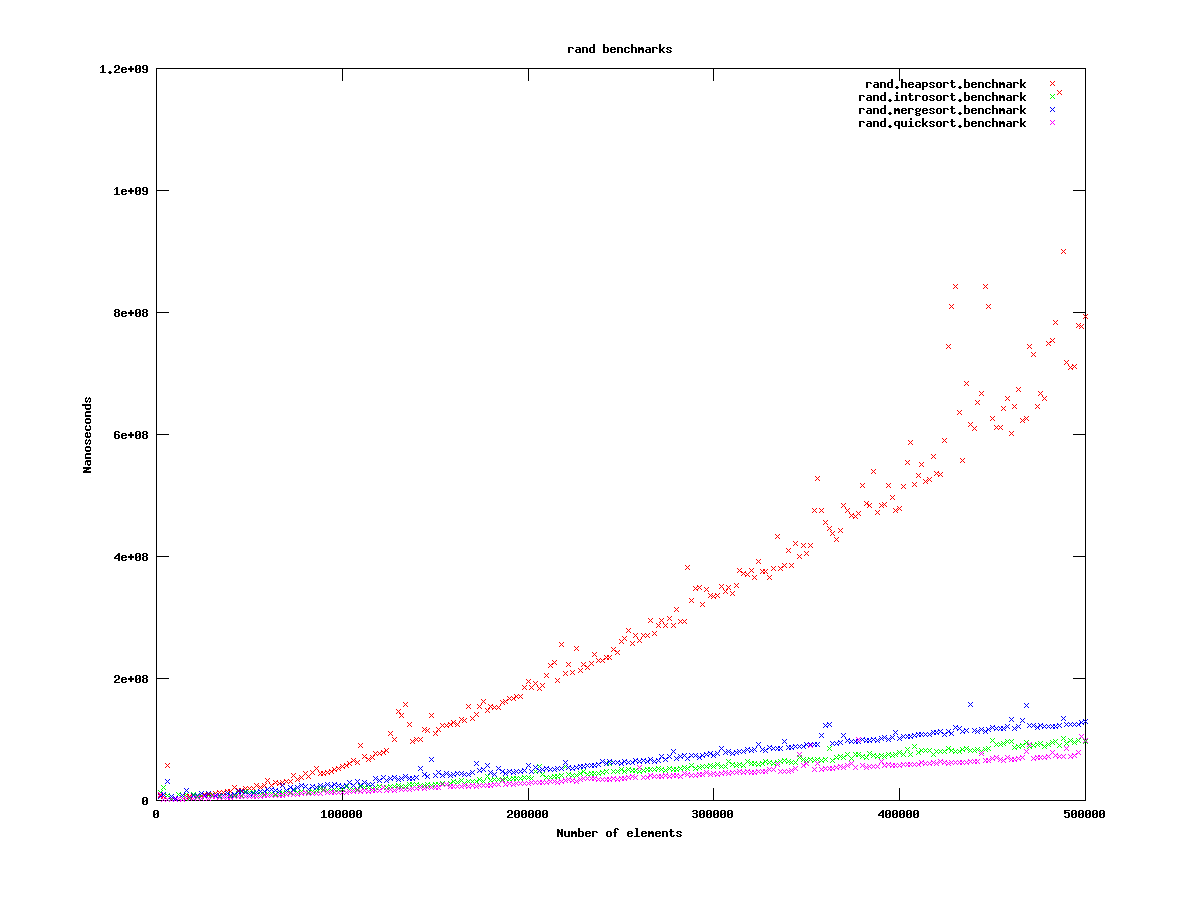 rand benchmarks
1.2e+09
1e+09
8e+08
6e+08
4e+08
2e+08
0
Nanoseconds
rand.heapsort.benchmark
rand.introsort.benchmark
rand.mergesort.benchmark
rand.quicksort.benchmark
0 100000 200000 300000 400000 500000
Number of elements